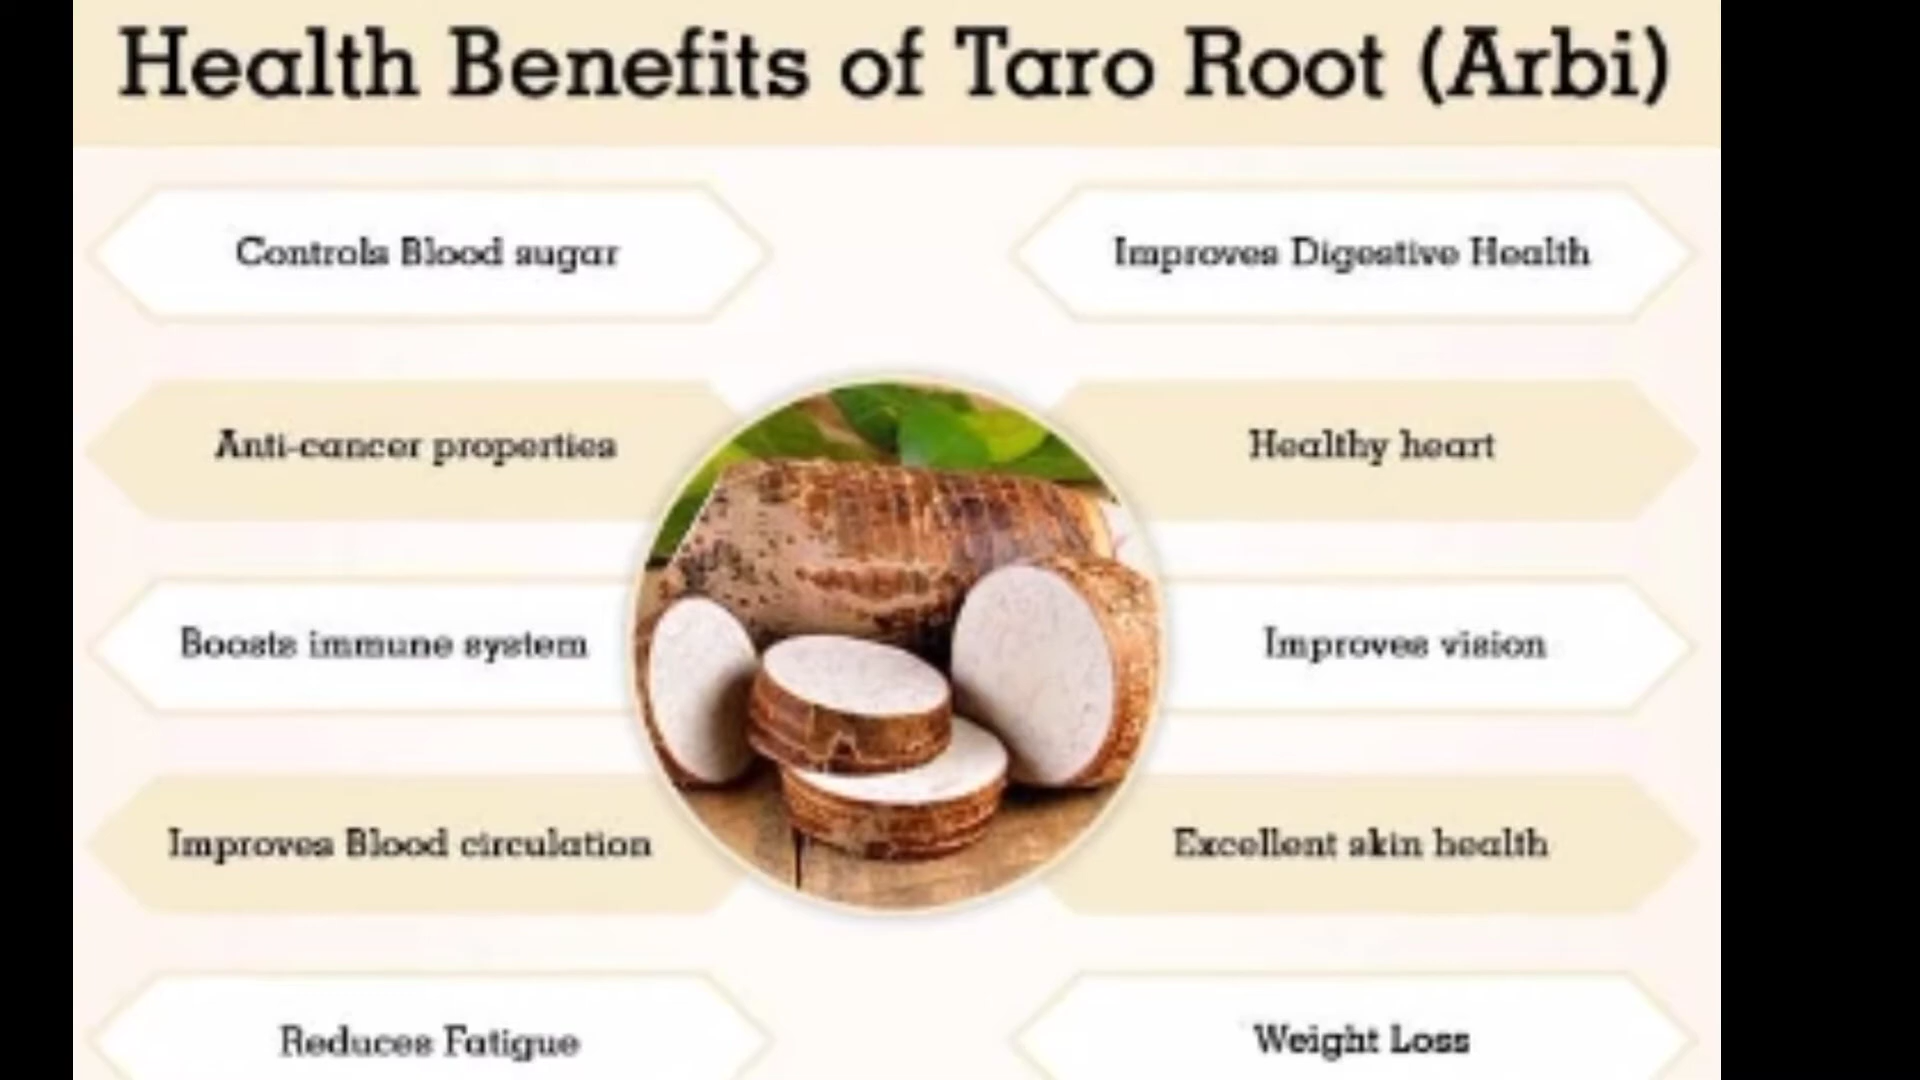 Health Benefits of Taro Root (Arbi)
Controls Blood sugar
Improves Digestive Health
Anti-cancer properties
Healthy heart
Boosts immune system
Improves vision
Improves Blood circulation
Excellent skin health
Reduces Fatigue
Weight Loss